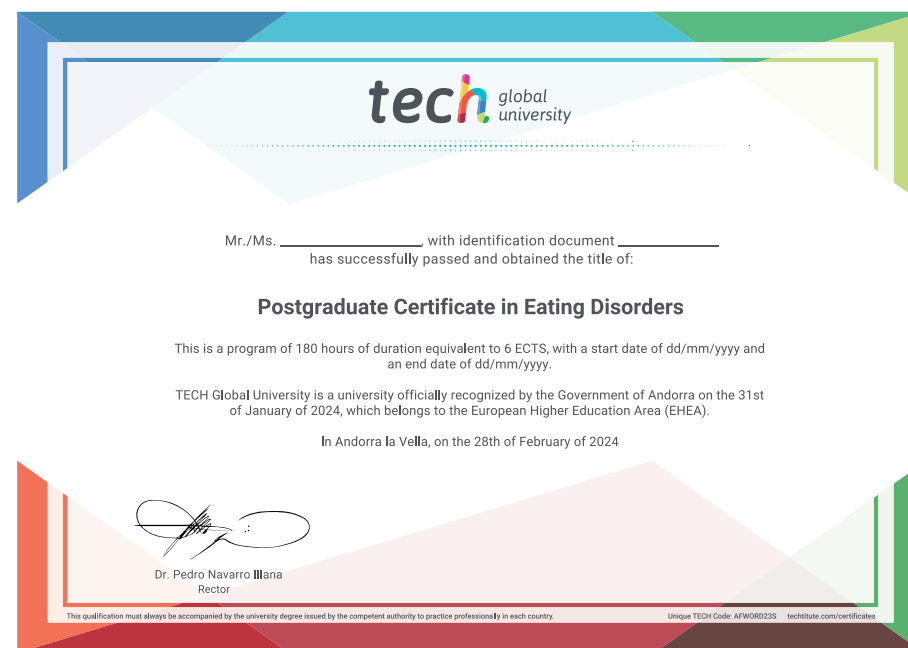 tech global university
Mr./Ms. ____________, with identification document ____________
has successfully passed and obtained the title of:
Postgraduate Certificate in Eating Disorders
This is a program of 180 hours of duration equivalent to 6 ECTS, with a start date of dd/mm/yyyy and
an end date of dd/mm/yyyy.
TECH Global University is a university officially recognized by the Government of Andorra on the 31st
of January of 2024, which belongs to the European Higher Education Area (EHEA).
In Andorra la Vella, on the 28th of February of 2024
Dr. Pedro Navarro Illana
Rector
This qualification must always be accompanied by the university degree issued by the competent authority to practice professionally in each country.
Unique TECH Code: AFWORD23S techtitute.com/certificates